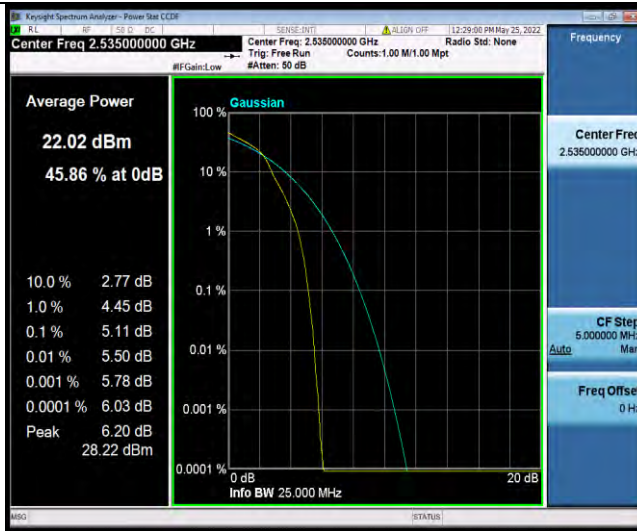 Keysight Spectrum Analyzer - Power Stat CCDF
RL RF 50 Ω DC SENSE:INT ALIGN OFF 12:29:00 PM May 25, 2022
Center Freq 2.535000000 GHz
Center Freq: 2.535000000 GHz Radio Std: None
Trig: Free Run Counts:1.00 M/1.00 Mpt
#IFGain:Low #Atten: 50 dB
Frequency
Average Power
22.02 dBm
45.86 % at 0dB
10.0 % 2.77 dB
1.0 % 4.45 dB
0.1 % 5.11 dB
0.01 % 5.50 dB
0.001 % 5.78 dB
0.0001 % 6.03 dB
Peak 6.20 dB
28.22 dBm
Gaussian
100 %
10 %
1 %
0.1 %
0.01 %
0.001 %
0.0001 %
0 dB 20 dB
Info BW 25.000 MHz
Center Freq
2.535000000 GHz
CF Step
5.000000 MHz
Auto Man
Freq Offset
0 Hz
MSG STATUS